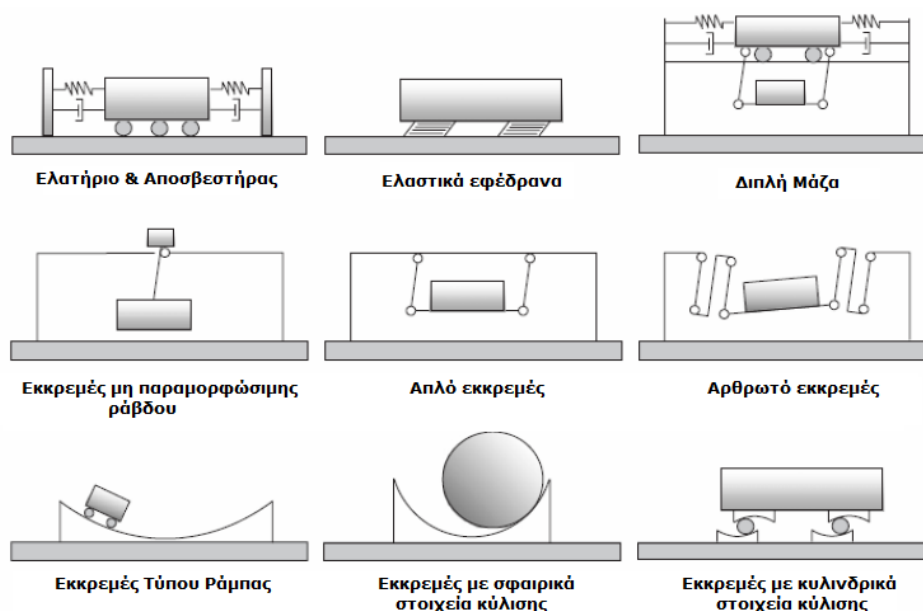 Ελατήριο & Αποσβεστήρας
Ελαστικά εφέδρανα
Διπλή Μάζα
Εκκρεμές μη παραμορφώσιμης
ράβδου
Απλό εκκρεμές
Αρθρωτό εκκρεμές
Εκκρεμές Τύπου Ράμπας
Εκκρεμές με σφαιρικά
στοιχεία κύλισης
Εκκρεμές με κυλινδρικά
στοιχεία κύλισης